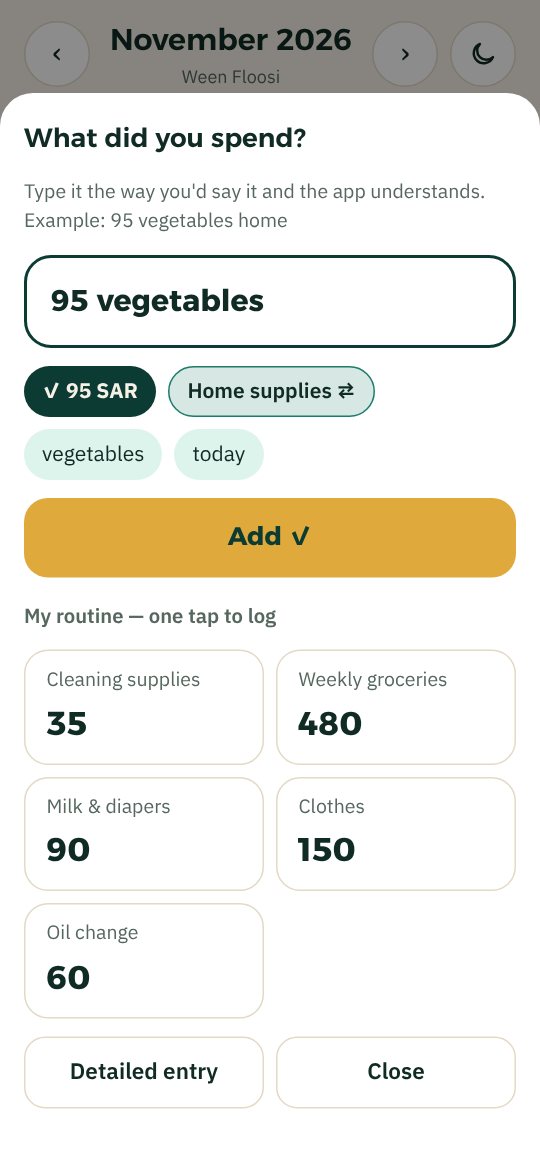 ‹ November 2026 ›
Ween Floosi
What did you spend?
Type it the way you'd say it and the app understands.
Example: 95 vegetables home
95 vegetables
✓ 95 SAR Home supplies ⇄
vegetables today
Add ✓
My routine — one tap to log
Cleaning supplies
35
Weekly groceries
480
Milk & diapers
90
Clothes
150
Oil change
60
Detailed entry Close